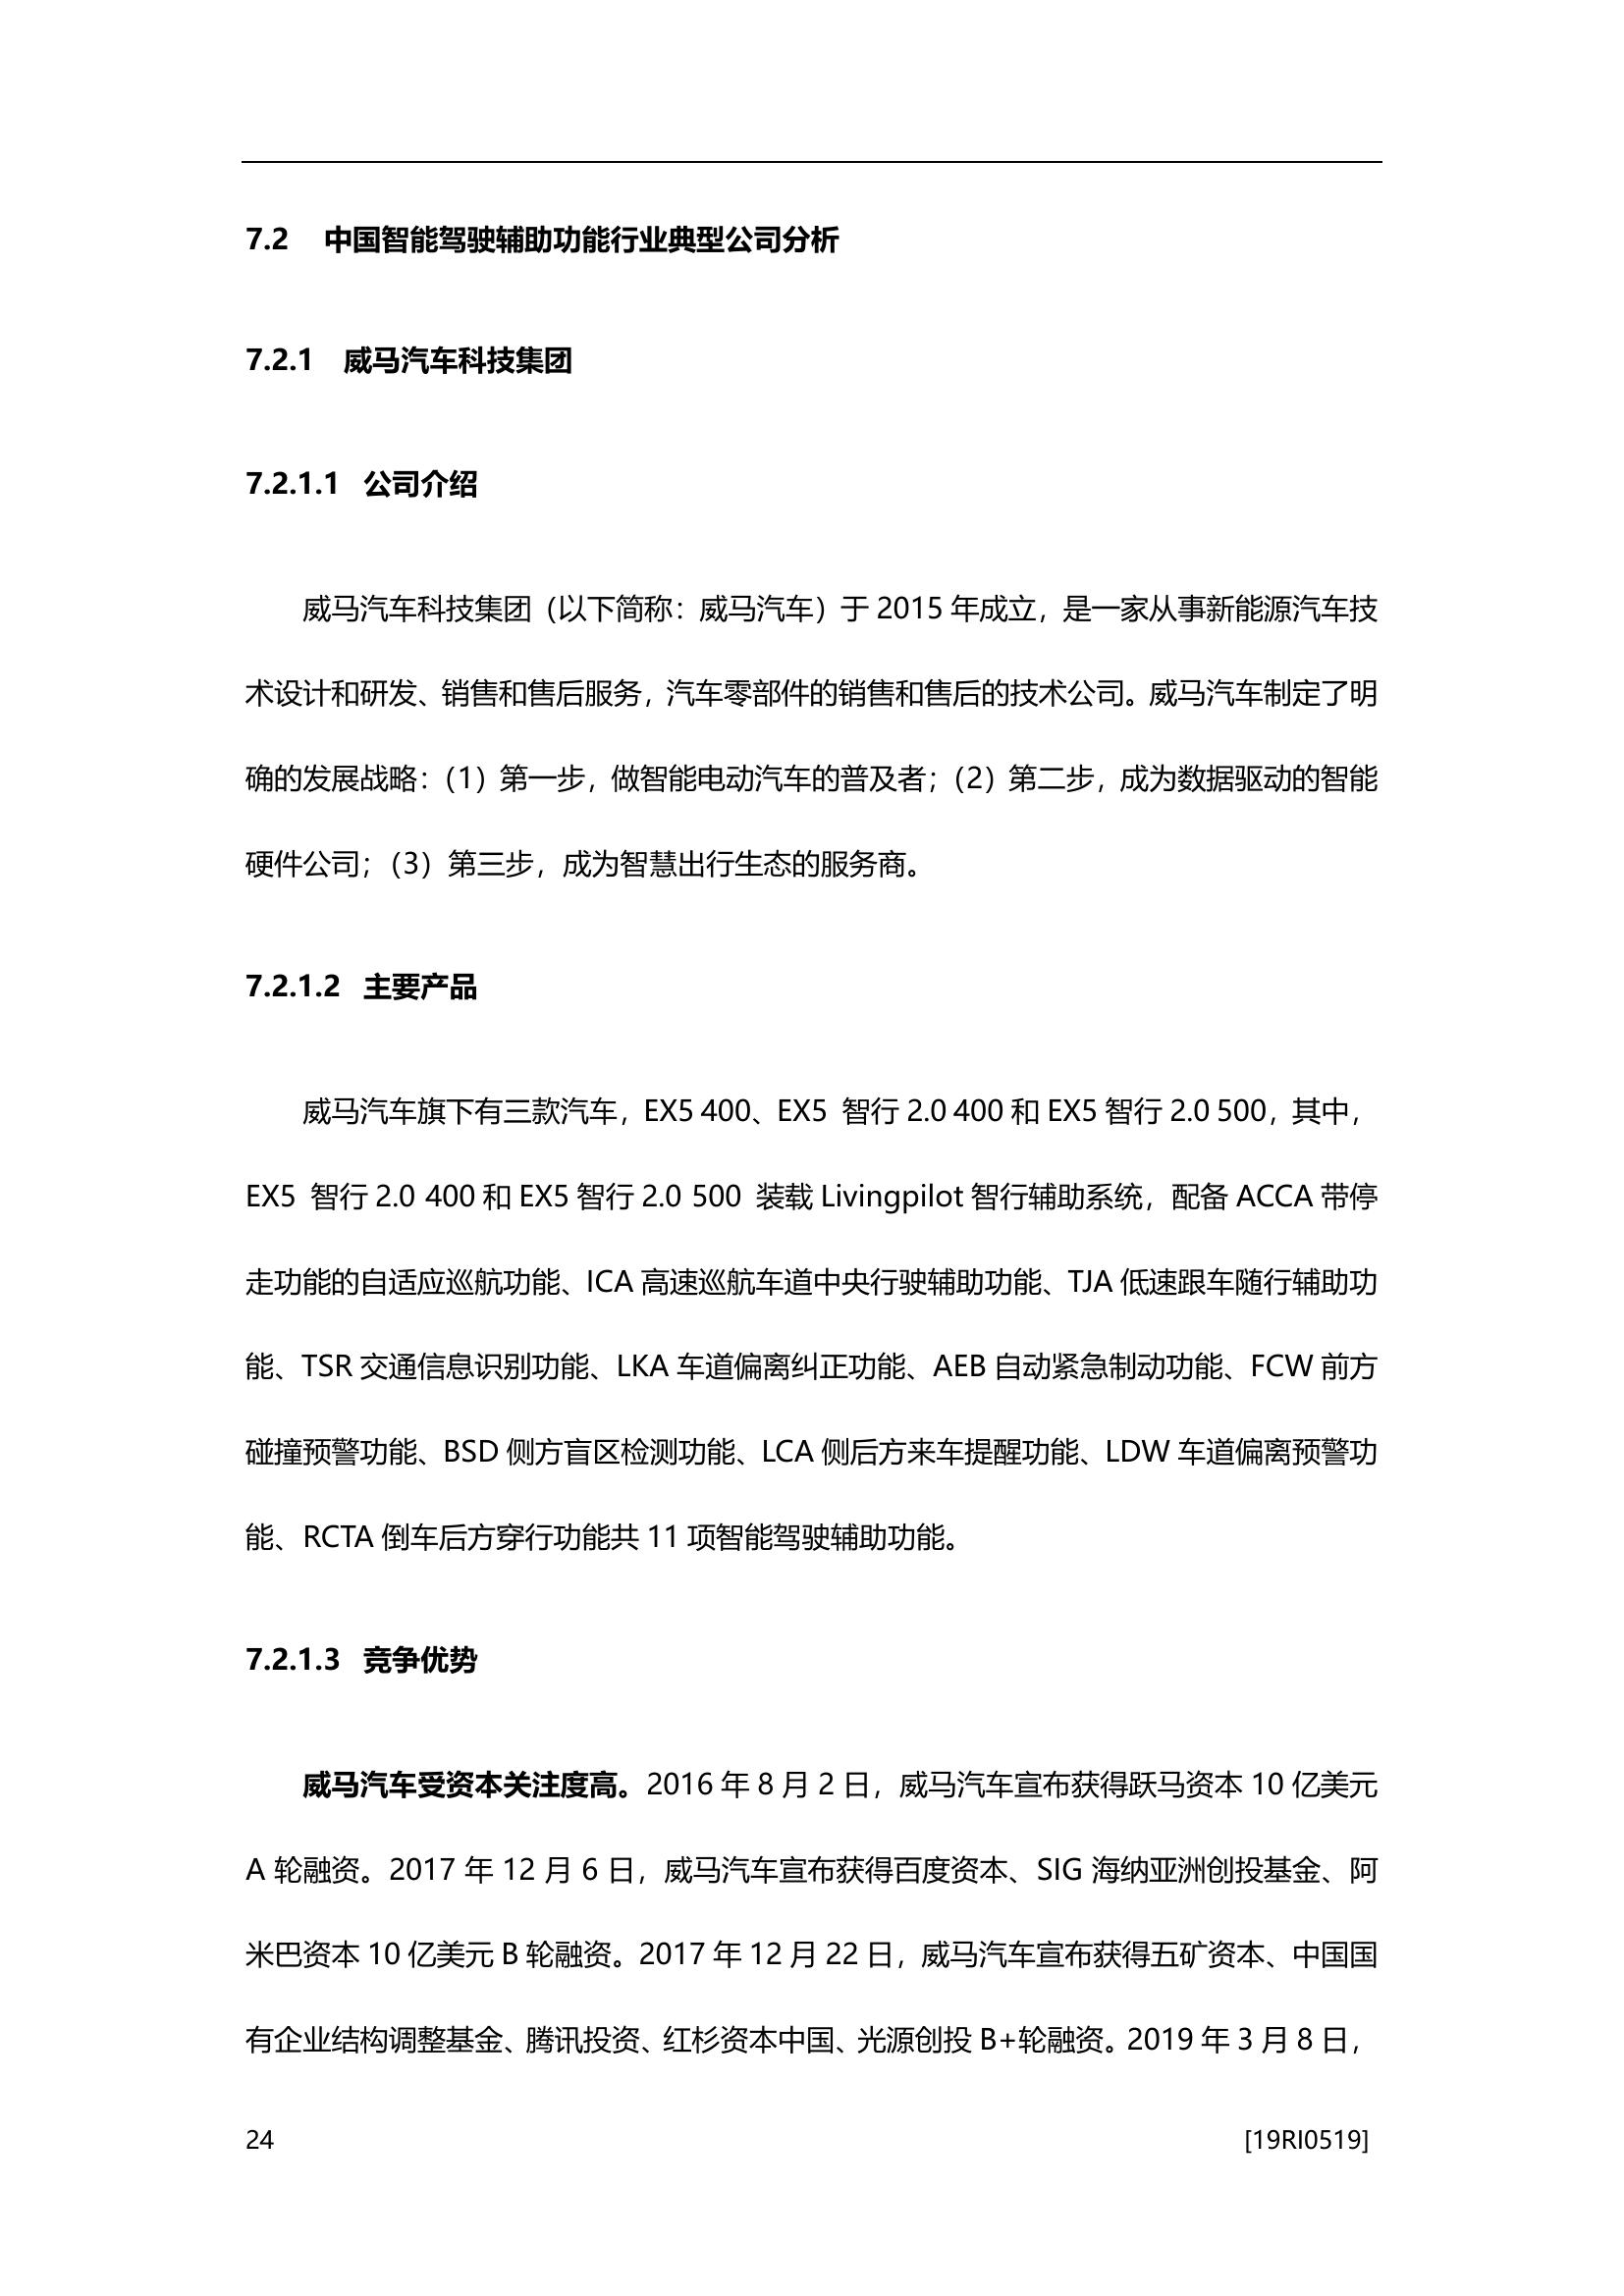 7.2 中国智能驾驶辅助功能行业典型公司分析
7.2.1 威马汽车科技集团
7.2.1.1 公司介绍
威马汽车科技集团（以下简称：威马汽车）于 2015 年成立，是一家从事新能源汽车技
术设计和研发、销售和售后服务，汽车零部件的销售和售后的技术公司。威马汽车制定了明
确的发展战略：（1）第一步，做智能电动汽车的普及者；（2）第二步，成为数据驱动的智能
硬件公司；（3）第三步，成为智慧出行生态的服务商。
7.2.1.2 主要产品
威马汽车旗下有三款汽车，EX5 400、EX5 智行 2.0 400 和 EX5 智行 2.0 500，其中，
EX5 智行 2.0 400 和 EX5 智行 2.0 500 装载 Livingpilot 智行辅助系统，配备 ACCA 带停
走功能的自适应巡航功能、ICA 高速巡航车道中央行驶辅助功能、TJA 低速跟车随行辅助功
能、TSR 交通信息识别功能、LKA 车道偏离纠正功能、AEB 自动紧急制动功能、FCW 前方
碰撞预警功能、BSD 侧方盲区检测功能、LCA 侧后方来车提醒功能、LDW 车道偏离预警功
能、RCTA 倒车后方穿行功能共 11 项智能驾驶辅助功能。
7.2.1.3 竞争优势
威马汽车受资本关注度高。2016 年 8 月 2 日，威马汽车宣布获得跃马资本 10 亿美元
A 轮融资。2017 年 12 月 6 日，威马汽车宣布获得百度资本、SIG 海纳亚洲创投基金、阿
米巴资本 10 亿美元 B 轮融资。2017 年 12 月 22 日，威马汽车宣布获得五矿资本、中国国
有企业结构调整基金、腾讯投资、红杉资本中国、光源创投 B+轮融资。2019 年 3 月 8 日，
24 [19RI0519]